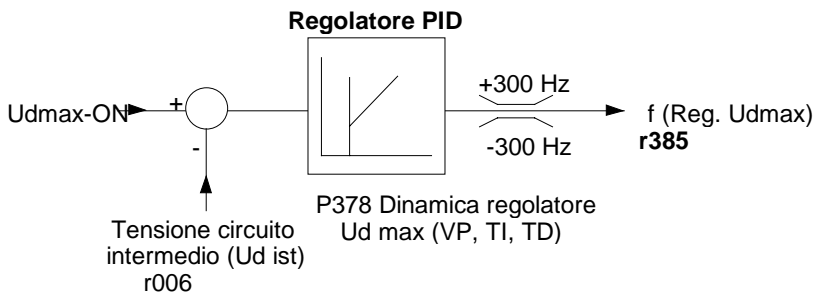 Regolatore PID
Udmax-ON
+
-
+300 Hz
-300 Hz
f (Reg. Udmax)
r385
P378 Dinamica regolatore
Ud max (VP, TI, TD)
Tensione circuito
intermedio (Ud ist)
r006